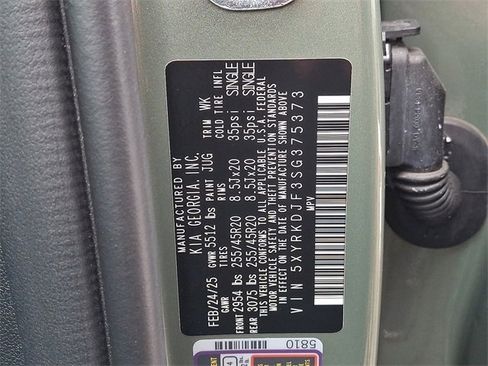 MANUFACTURED BY
KIA GEORGIA, INC.
FEB/24/25 GVWR 5512 lbs PAINT JUG TRIM WK
GAWR TIRES RIMS COLD TIRE INFL
FRONT 2954 lbs 255/45R20 8.5Jx20 35psi SINGLE
REAR 3075 lbs 255/45R20 8.5Jx20 35psi SINGLE
THIS VEHICLE CONFORMS TO ALL APPLICABLE U.S.A. FEDERAL
MOTOR VEHICLE SAFETY AND THEFT PREVENTION STANDARDS
IN EFFECT ON THE DATE OF MANUFACTURE SHOWN ABOVE.
VIN 5XYRKDJF3SG375373
MPV
5810